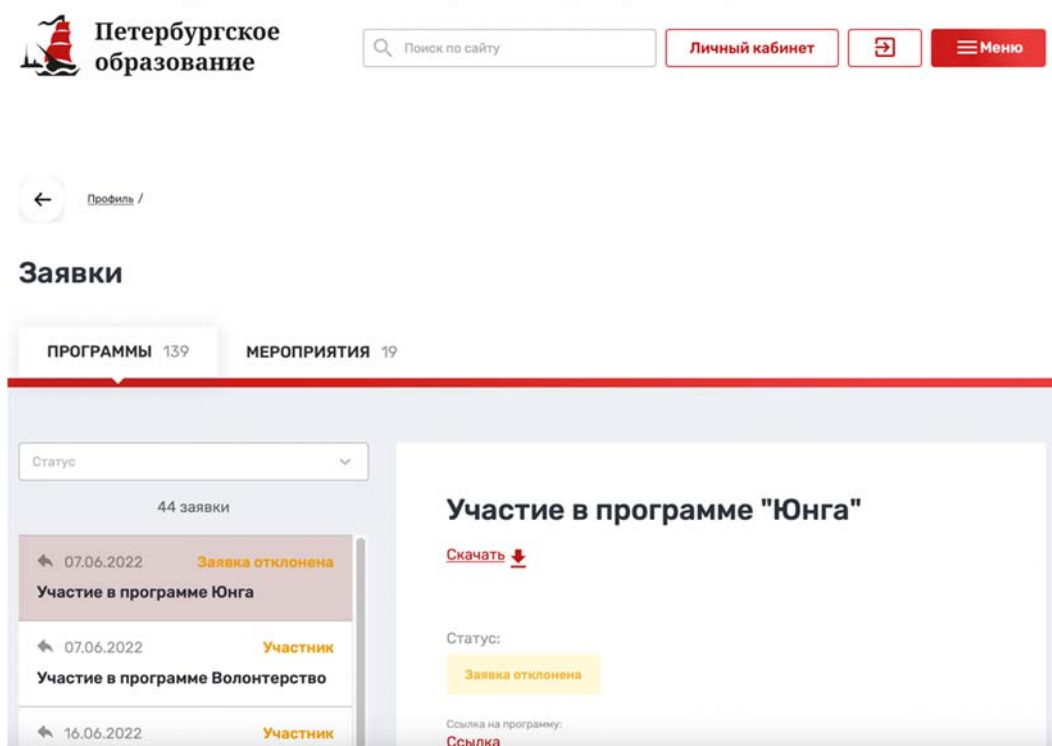 Петербургское
образование
Поиск по сайту
Личный кабинет
Меню
Профиль /
Заявки
ПРОГРАММЫ 139
МЕРОПРИЯТИЯ 19
Статус
44 заявки
07.06.2022 Заявка отклонена
Участие в программе Юнга
07.06.2022 Участник
Участие в программе Волонтерство
16.06.2022 Участник
Участие в программе "Юнга"
Скачать
Статус:
Заявка отклонена
Ссылка на программу:
Ссылка